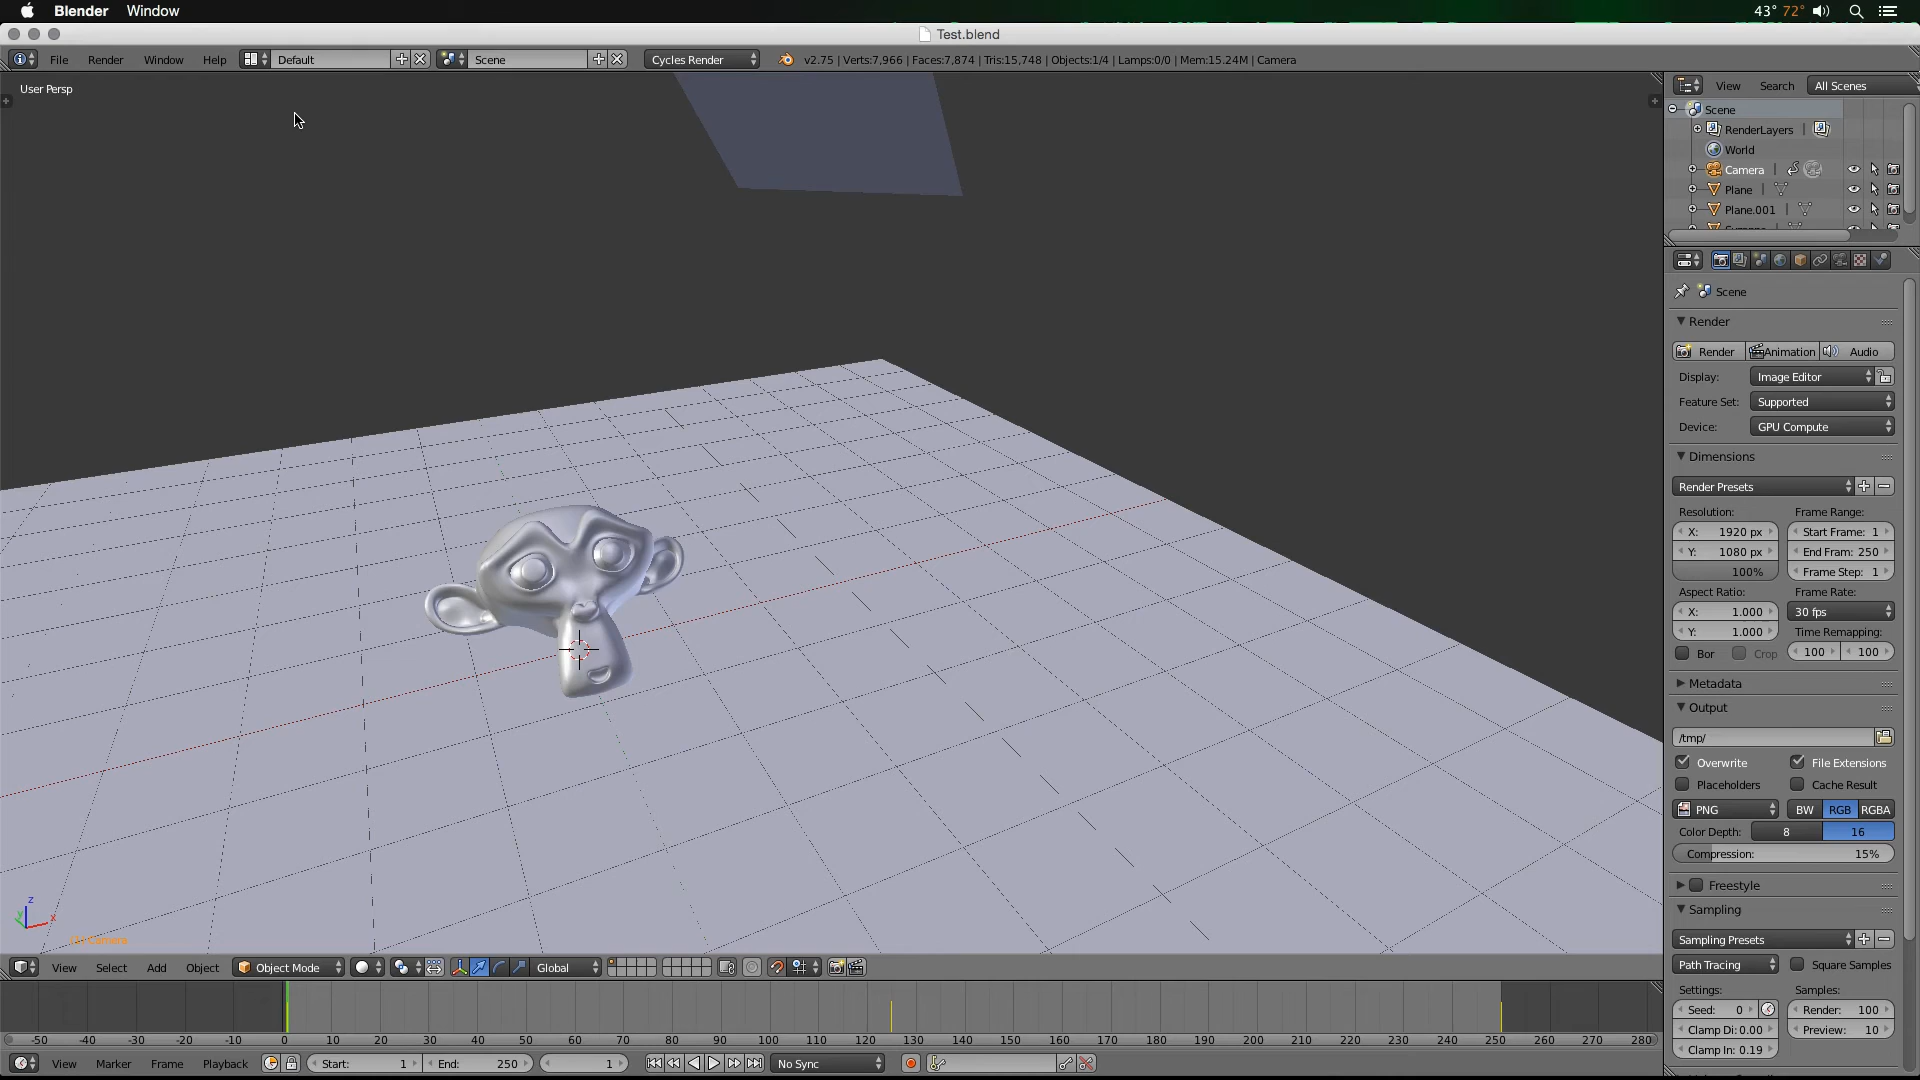 Blender Window 43° 72°
Test.blend
File Render Window Help Default Scene Cycles Render v2.75 | Verts:7,966 | Faces:7,874 | Tris:15,748 | Objects:1/4 | Lamps:0/0 | Mem:15.24M | Camera
User Persp
View Search All Scenes
Scene
RenderLayers
World
Camera
Plane
Plane.001
Scene
Render
Render Animation Audio
Display: Image Editor
Feature Set: Supported
Device: GPU Compute
Dimensions
Render Presets
Resolution: Frame Range:
X: 1920 px Start Frame: 1
Y: 1080 px End Fram: 250
100% Frame Step: 1
Aspect Ratio: Frame Rate:
X: 1.000 30 fps
Y: 1.000 Time Remapping:
Bor Crop 100 100
Metadata
Output
/tmp/
Overwrite File Extensions
Placeholders Cache Result
PNG BW RGB RGBA
Color Depth: 8 16
Compression: 15%
Freestyle
Sampling
Sampling Presets
Path Tracing Square Samples
Settings: Samples:
Seed: 0 Render: 100
Clamp Di: 0.00 Preview: 10
Clamp In: 0.19
z
y x
(1) Camera
View Select Add Object Object Mode Global
-50 -40 -30 -20 -10 0 10 20 30 40 50 60 70 80 90 100 110 120 130 140 150 160 170 180 190 200 210 220 230 240 250 260 270 280
View Marker Frame Playback Start: 1 End: 250 1 No Sync